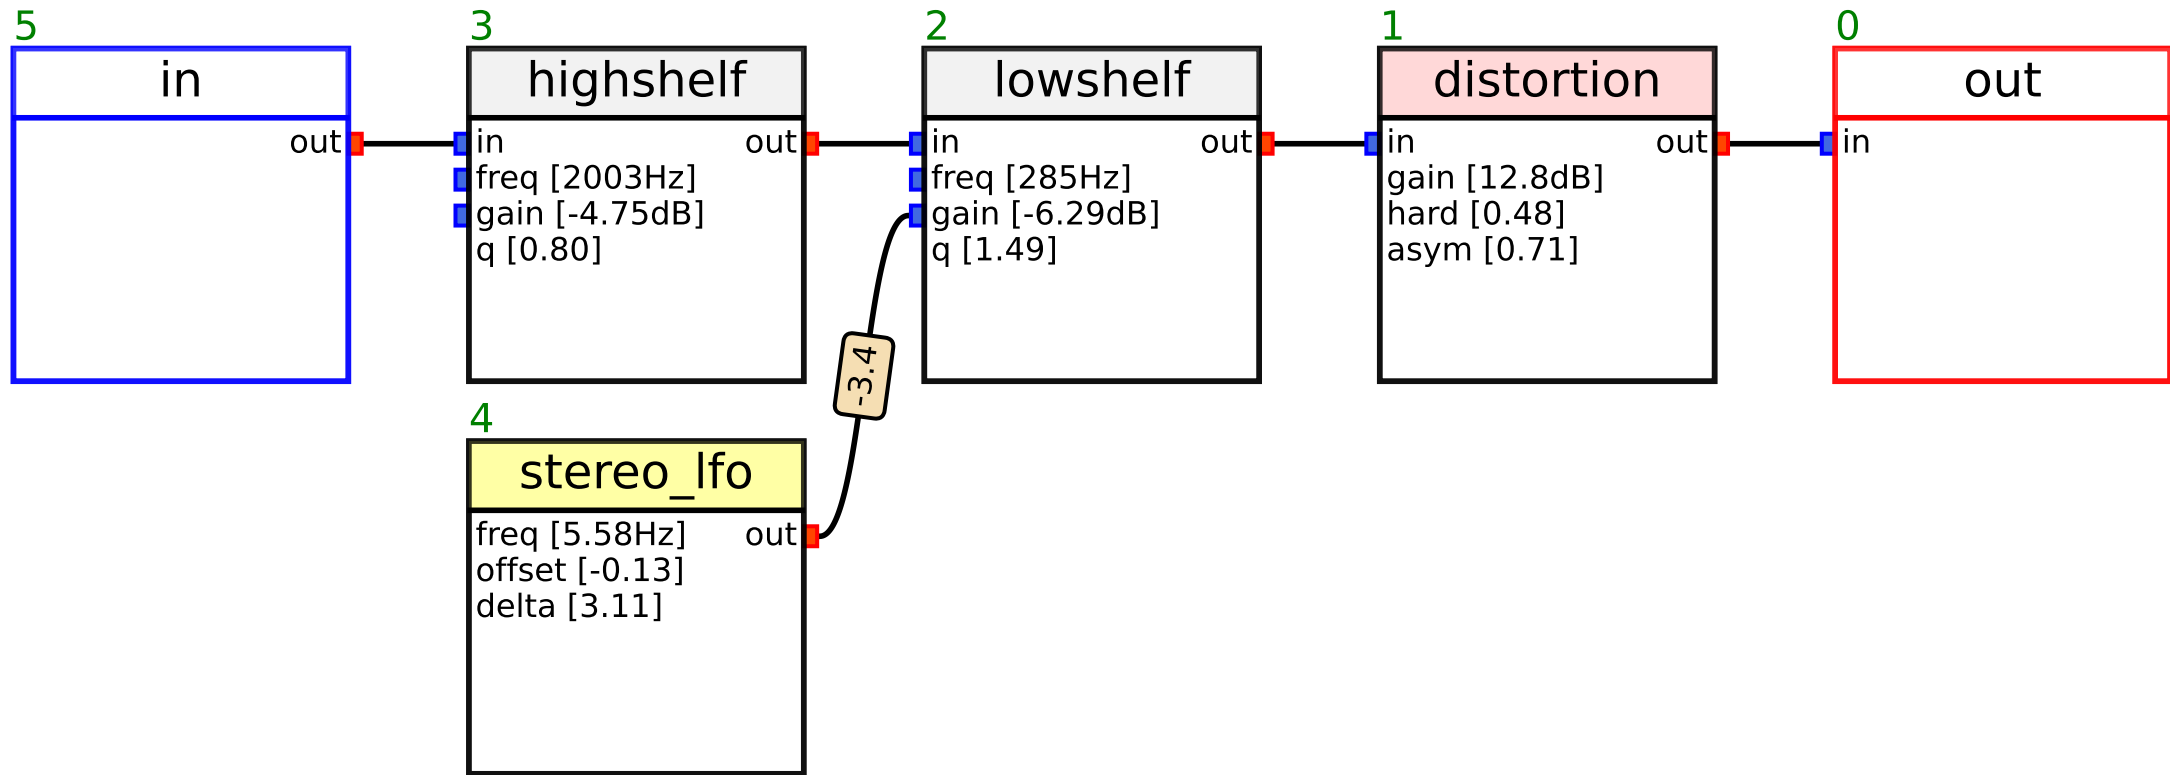 5
in
out
3
highshelf
in out
freq [2003Hz]
gain [-4.75dB]
q [0.80]
2
lowshelf
in out
freq [285Hz]
gain [-6.29dB]
q [1.49]
1
distortion
in out
gain [12.8dB]
hard [0.48]
asym [0.71]
0
out
in
-3.4
4
stereo_lfo
freq [5.58Hz] out
offset [-0.13]
delta [3.11]